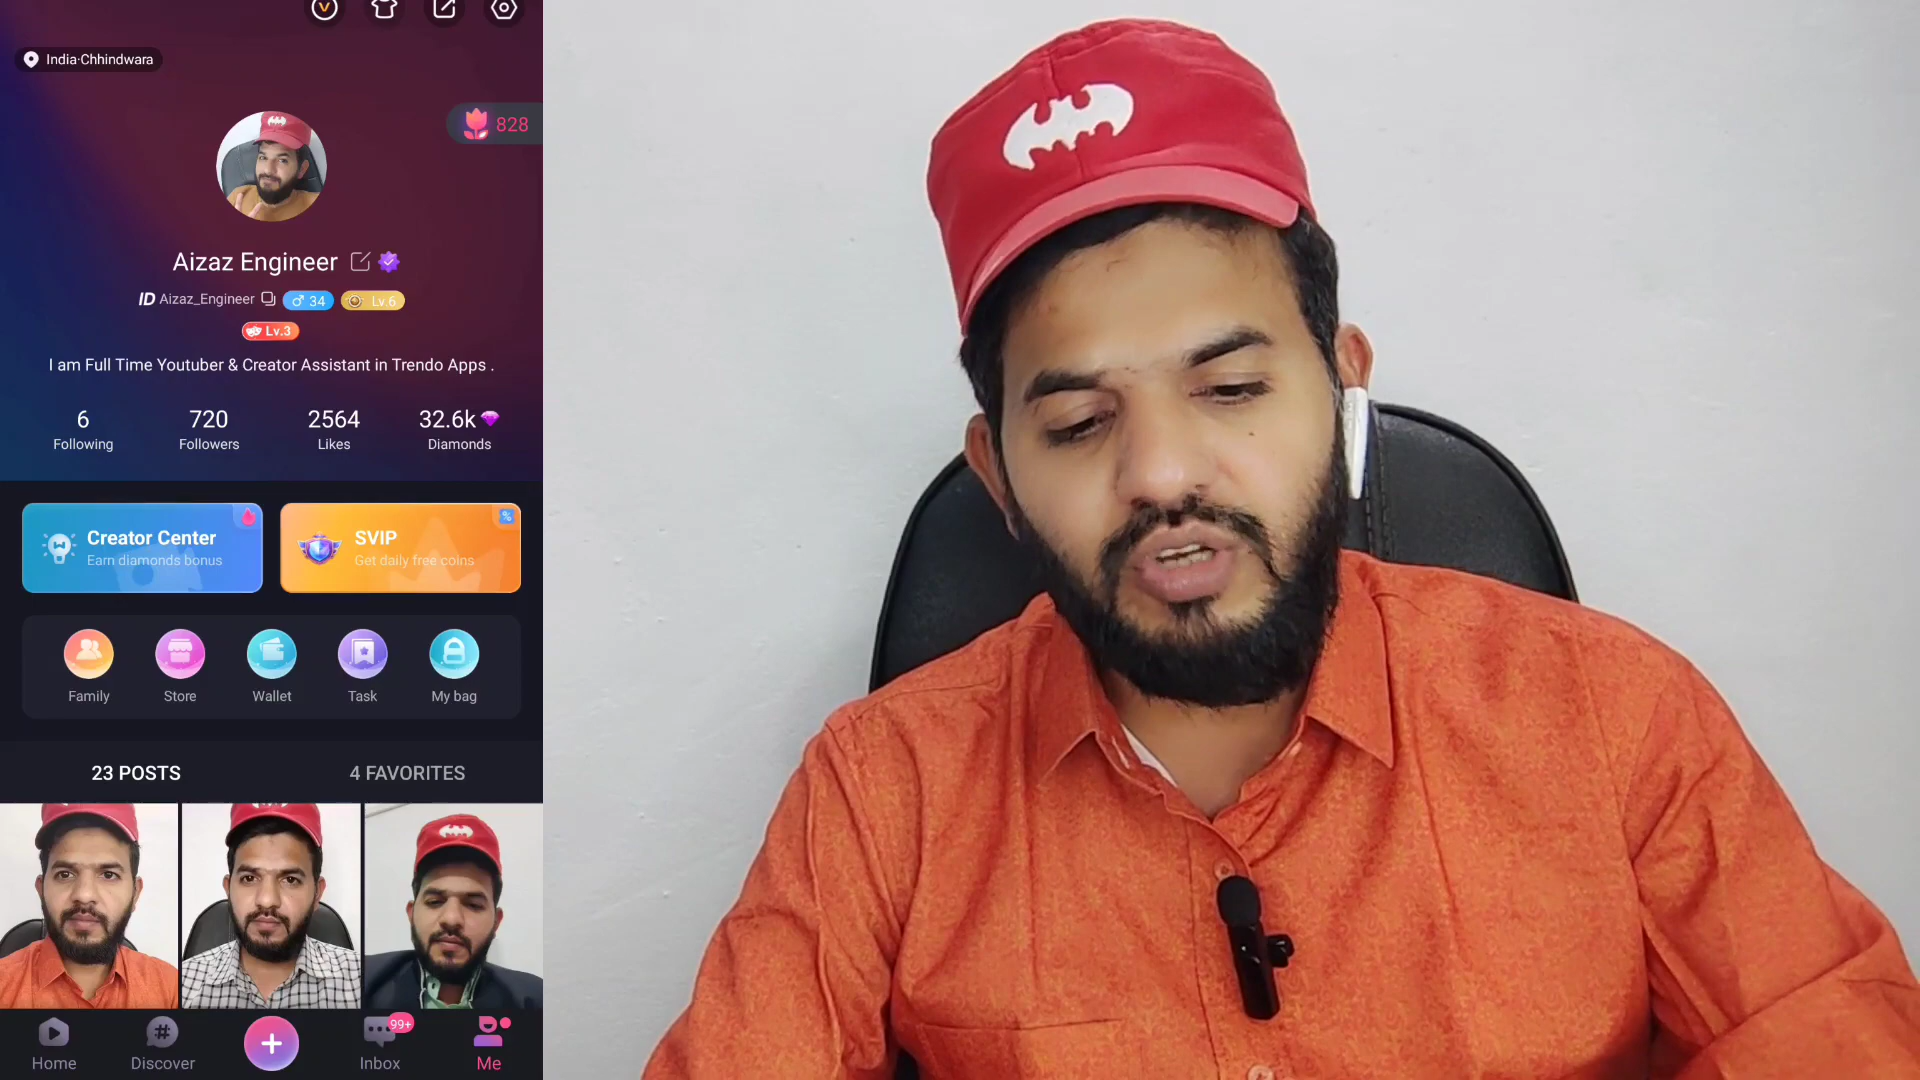 India·Chhindwara
828
Aizaz Engineer
ID Aizaz_Engineer ♂ 34 Lv.6
Lv.3
I am Full Time Youtuber & Creator Assistant in Trendo Apps .
6 720 2564 32.6k
Following Followers Likes Diamonds
Creator Center
Earn diamonds bonus
SVIP
Get daily free coins
%
Family Store Wallet Task My bag
23 POSTS 4 FAVORITES
99+
Home Discover Inbox Me